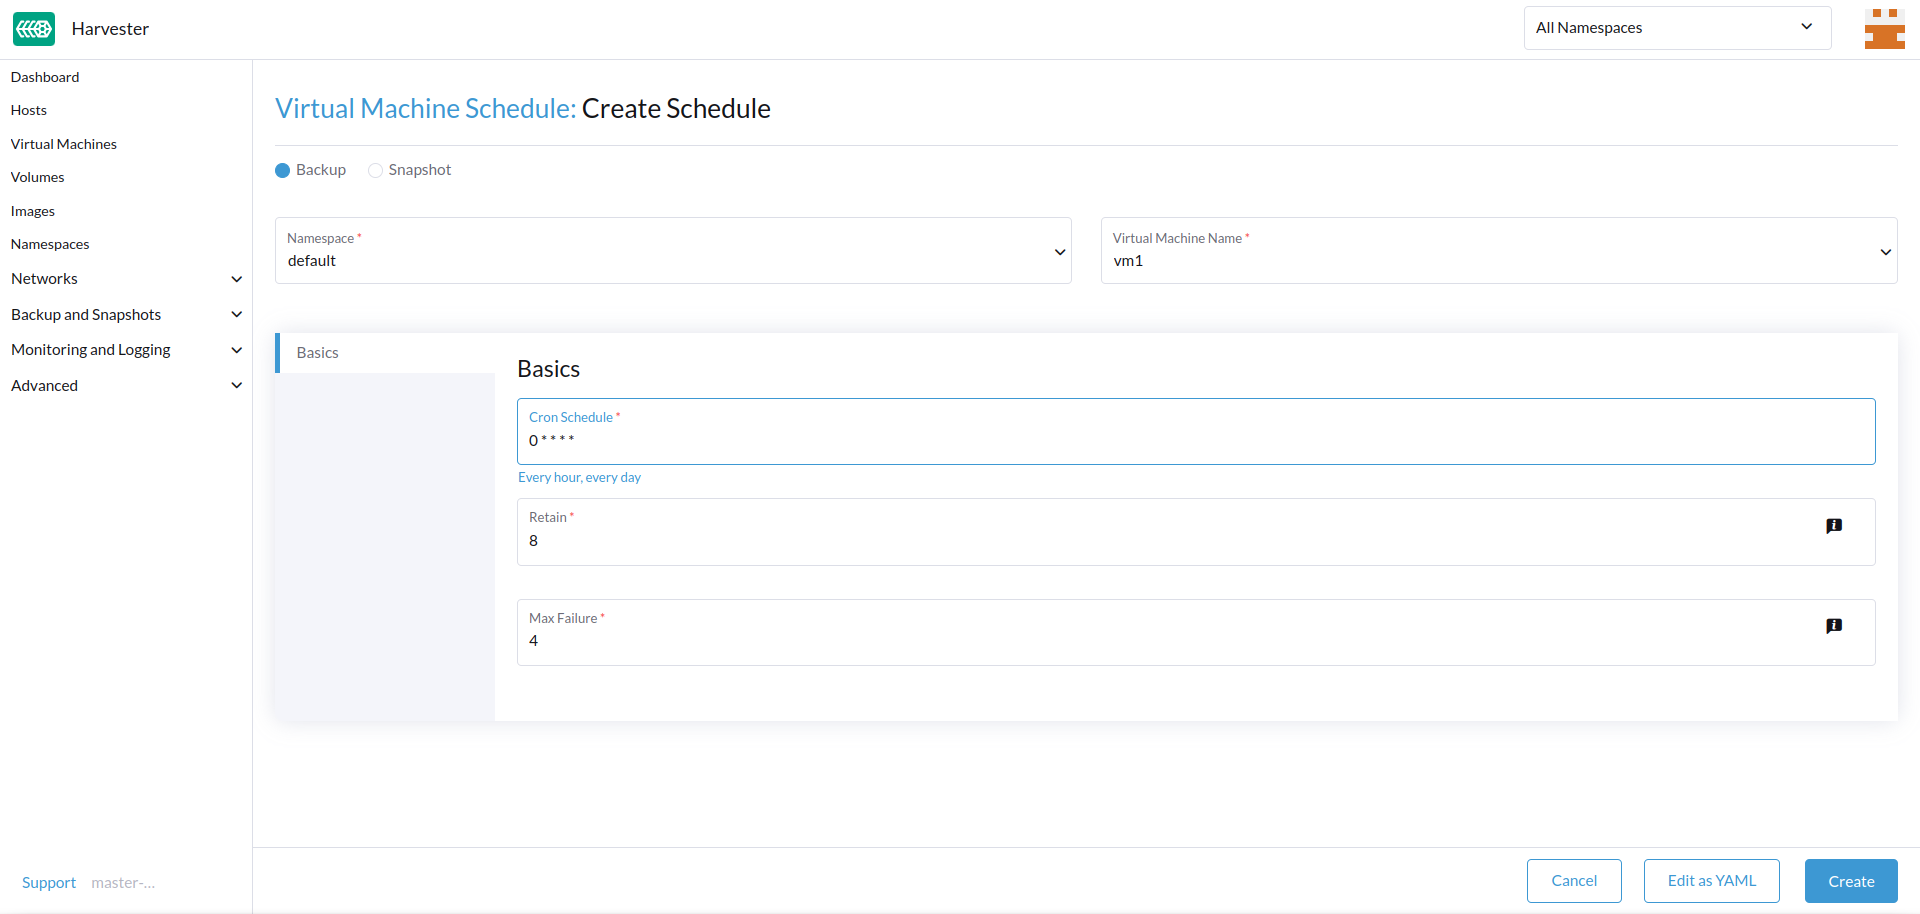 Harvester
All Namespaces
Dashboard
Hosts
Virtual Machines
Volumes
Images
Namespaces
Networks
Backup and Snapshots
Monitoring and Logging
Advanced
Support master-...
Virtual Machine Schedule: Create Schedule
Backup Snapshot
Namespace *
default
Virtual Machine Name *
vm1
Basics
Basics
Cron Schedule *
0 * * * *
Every hour, every day
Retain *
8
Max Failure *
4
Cancel
Edit as YAML
Create